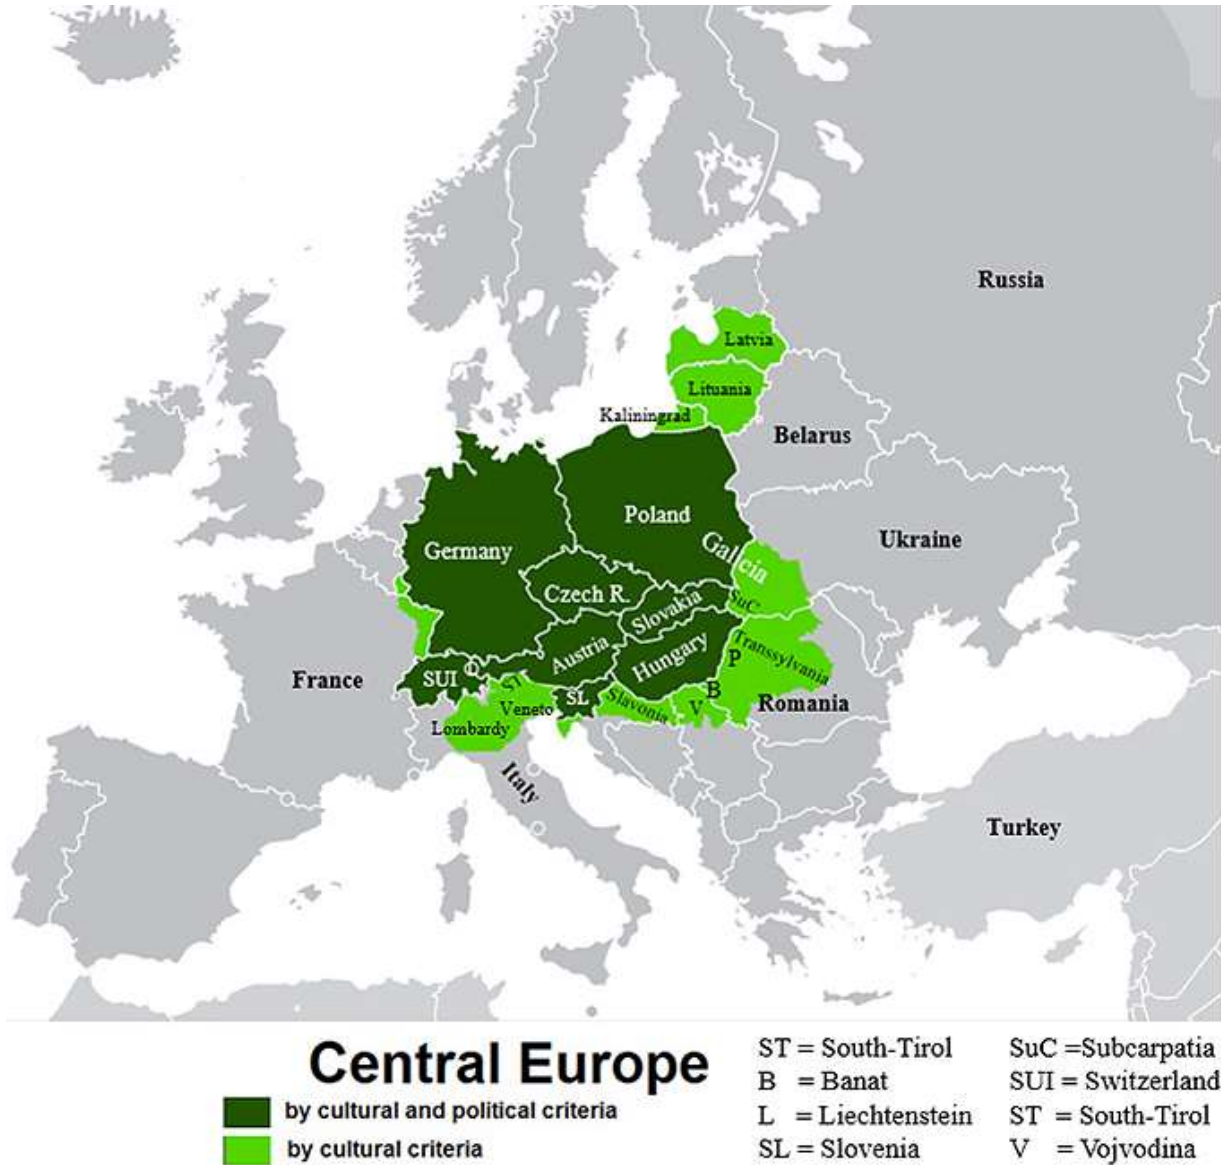 Russia
Latvia
Lituania
Kaliningrad
Belarus
Poland
Ukraine
Germany
Galicia
Czech R.
SuC
Slovakia
Austria
Hungary
Transsylvania
P
France
SUI
L
ST
SL
Slavonia
B
V
Romania
Veneto
Lombardy
Italy
Turkey
Central Europe
by cultural and political criteria
by cultural criteria
ST = South-Tirol
B = Banat
L = Liechtenstein
SL = Slovenia
SuC =Subcarpatia
SUI = Switzerland
ST = South-Tirol
V = Vojvodina